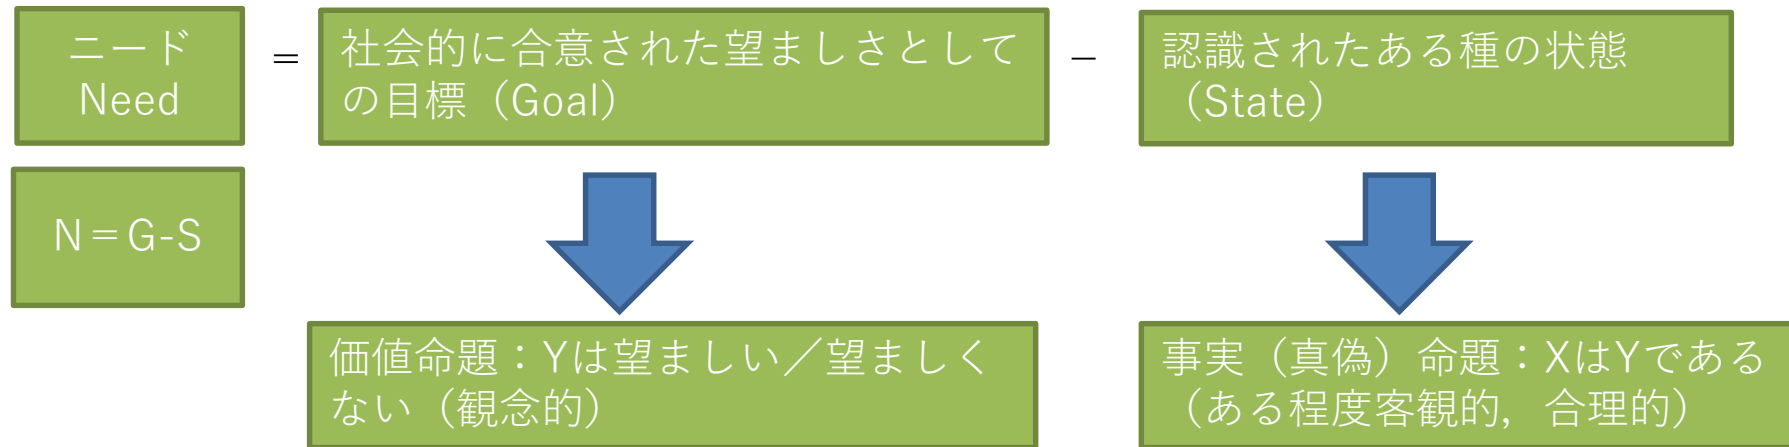 ニード
Need
＝
社会的に合意された望ましさとして
の目標（Goal）
－
認識されたある種の状態
（State）
N＝G-S
価値命題：Yは望ましい／望ましく
ない（観念的）
事実（真偽）命題：XはYである
（ある程度客観的，合理的）